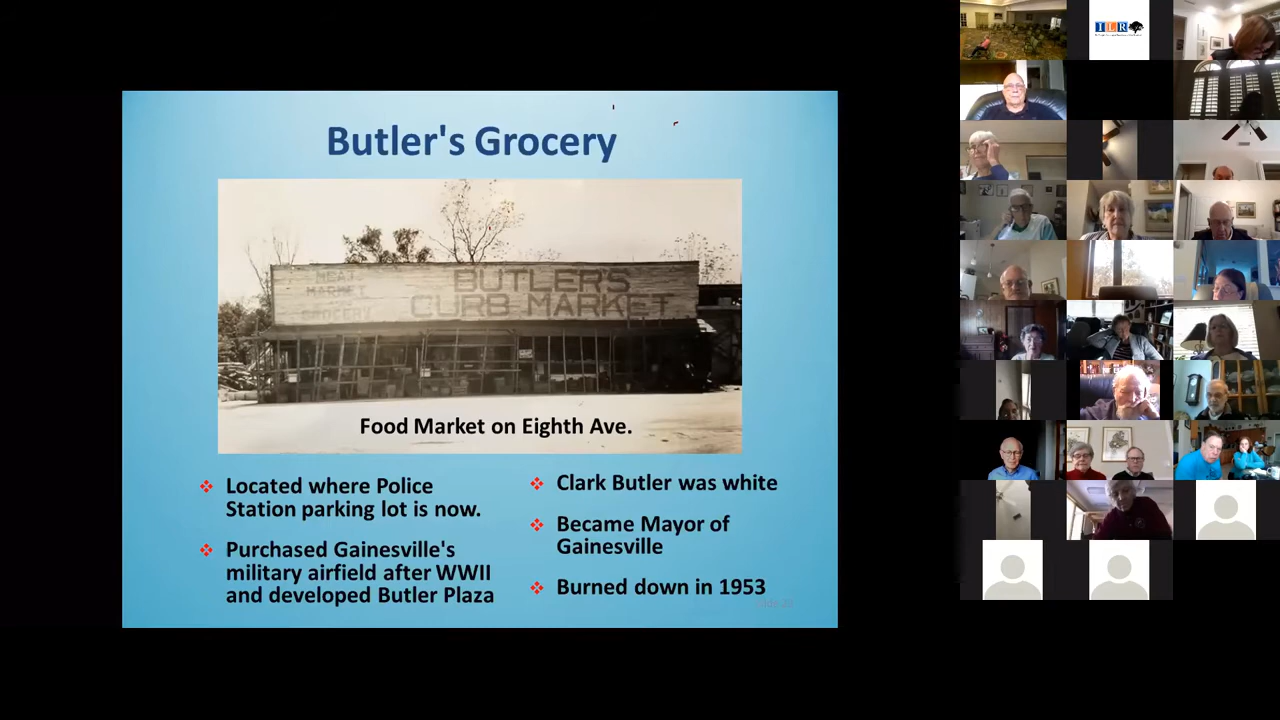 Butler's Grocery
MEAT
MARKET
GROCERY
BUTLER'S
CURB-MARKET
Food Market on Eighth Ave.
Located where Police
Station parking lot is now.
Purchased Gainesville's
military airfield after WWII
and developed Butler Plaza
Clark Butler was white
Became Mayor of
Gainesville
Burned down in 1953
ILR